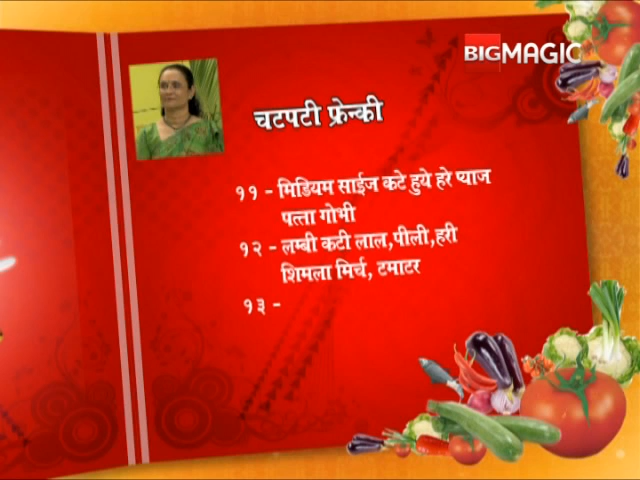 BIGMAGIC
चटपटी फ्रेन्की
११ - मिडियम साईज कटे हुये हरे प्याज
पत्ता गोभी
१२ - लम्बी कटी लाल,पीली,हरी
शिमला मिर्च, टमाटर
१३ -